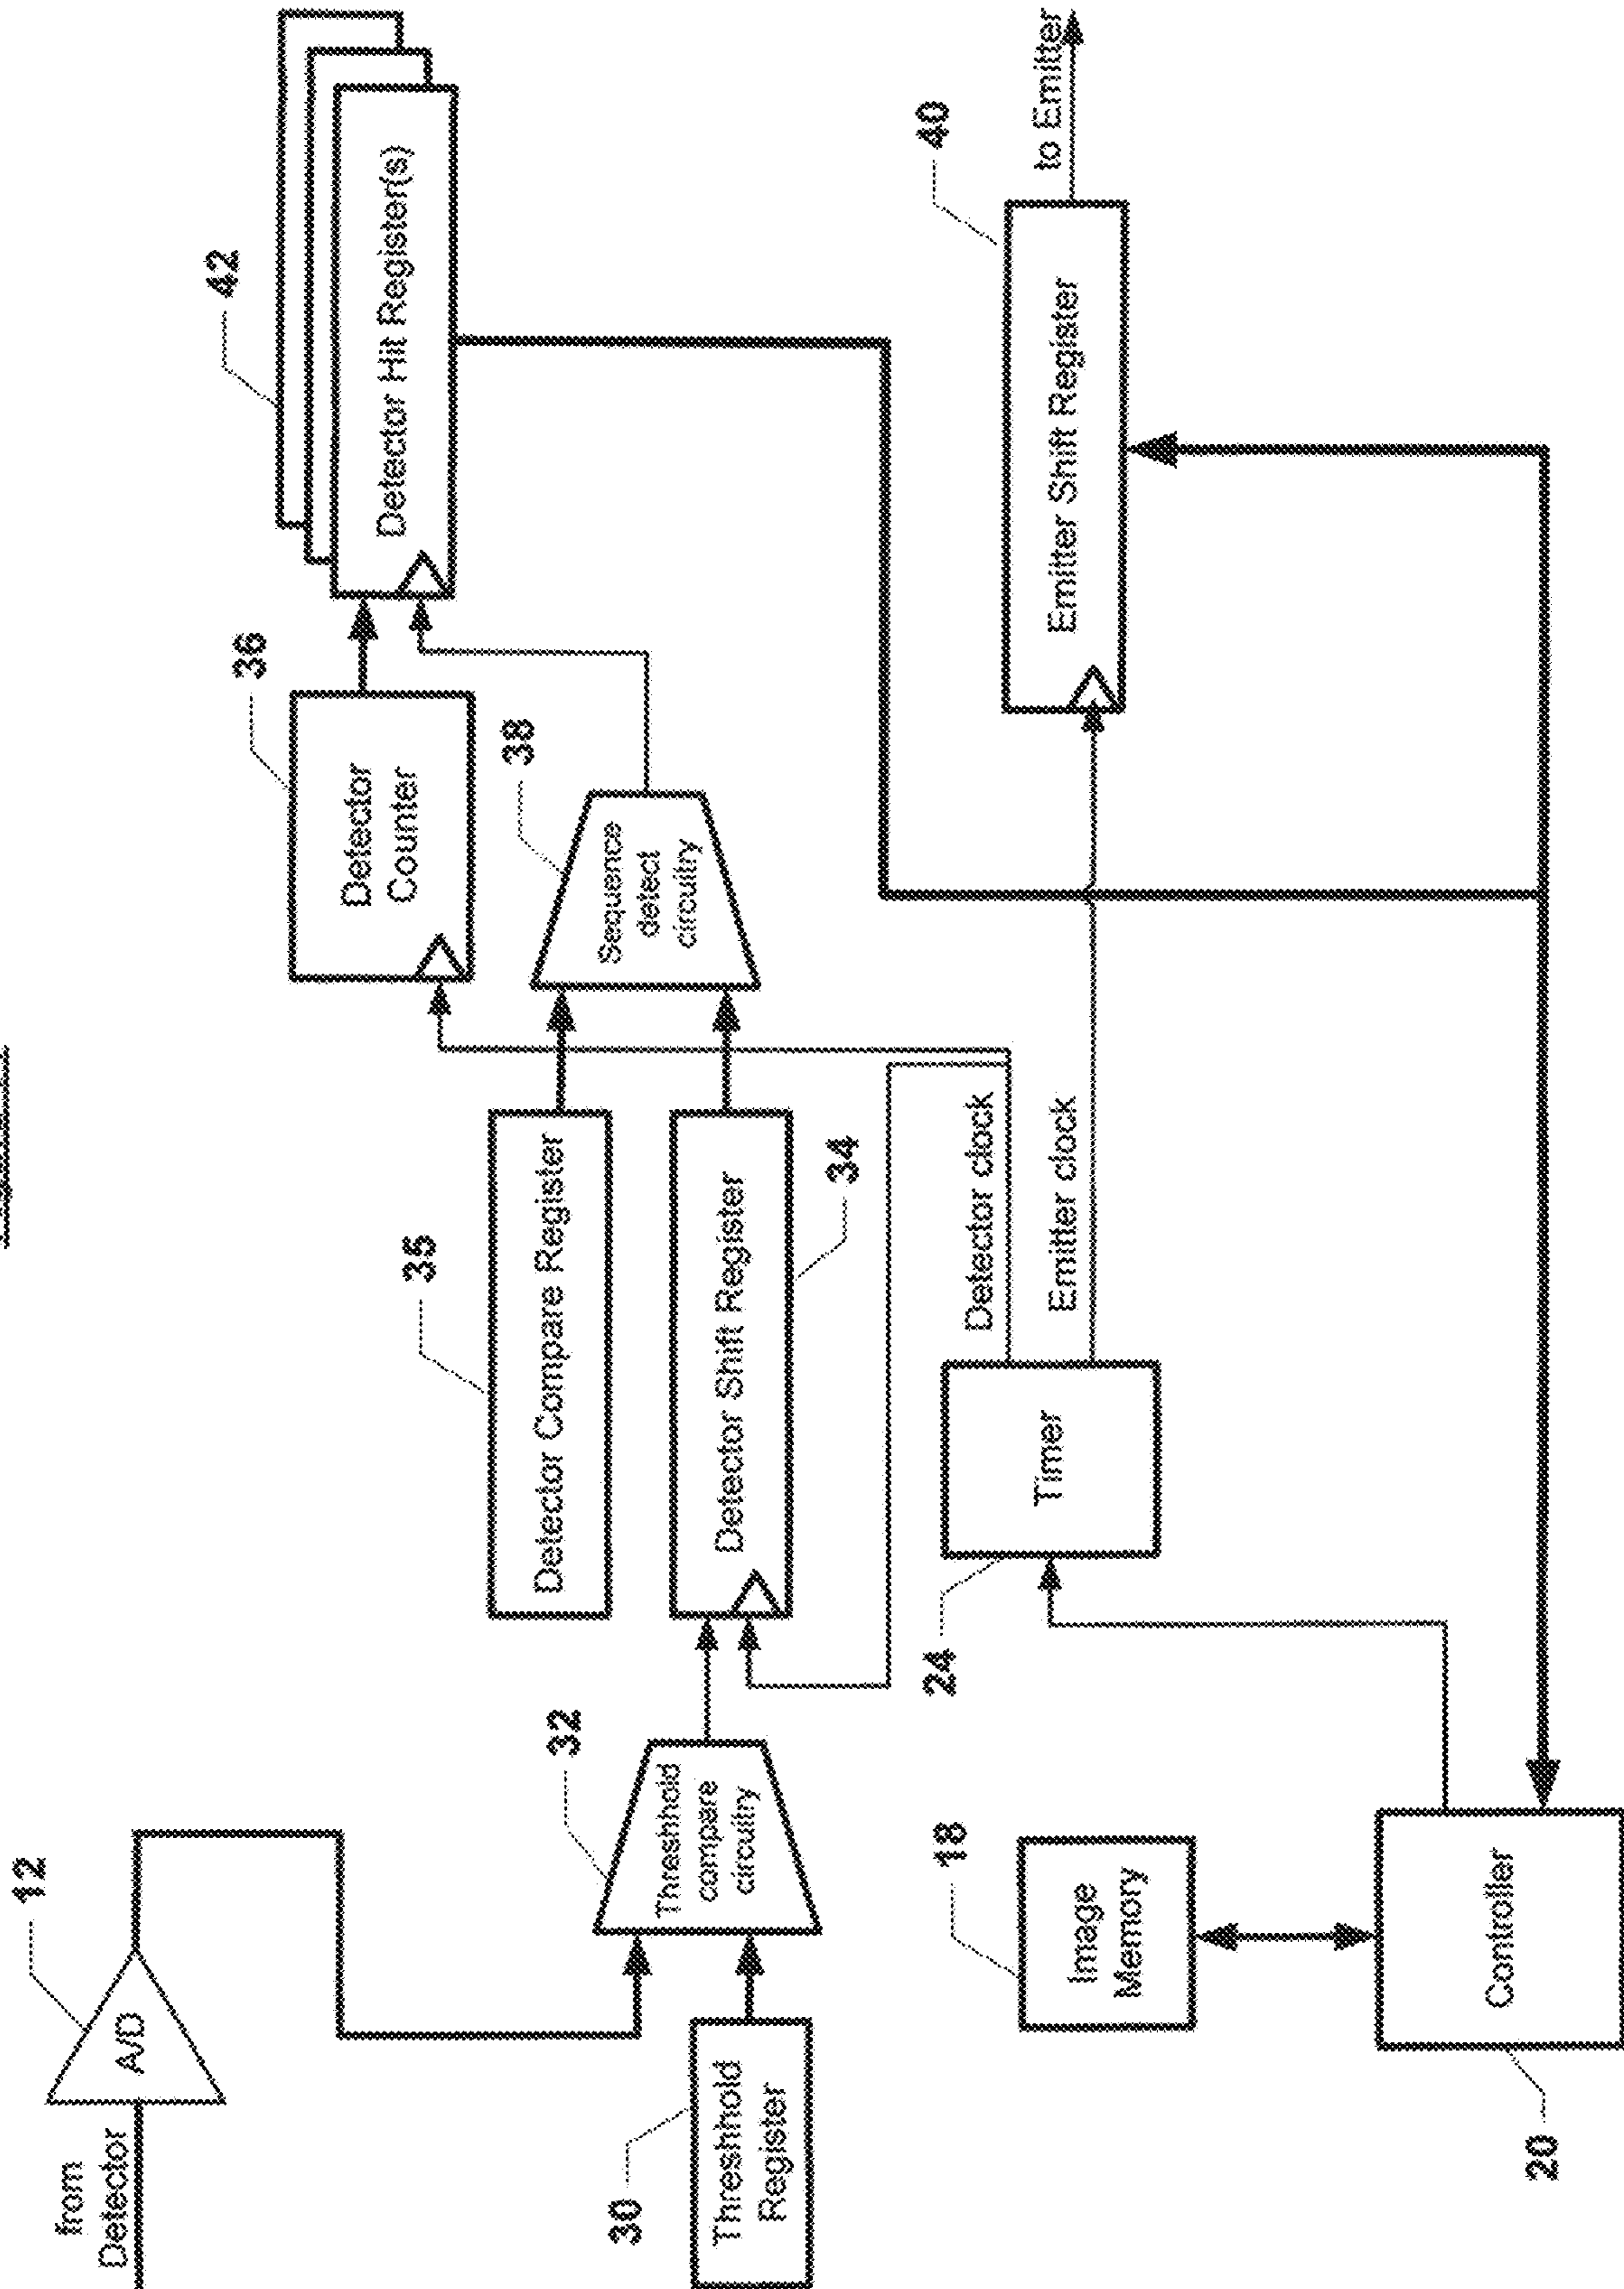 from
Detector
A/D
12
Threshhold
Register
30
Threshhold
compare
circuitry
32
Detector Compare Register
35
Detector Shift Register
34
Detector
Counter
36
Sequence
detect
circuitry
38
Detector Hit Register(s)
42
Image
Memory
18
Controller
20
Timer
24
Detector clock
Emitter clock
Emitter Shift Register
40
to Emitter